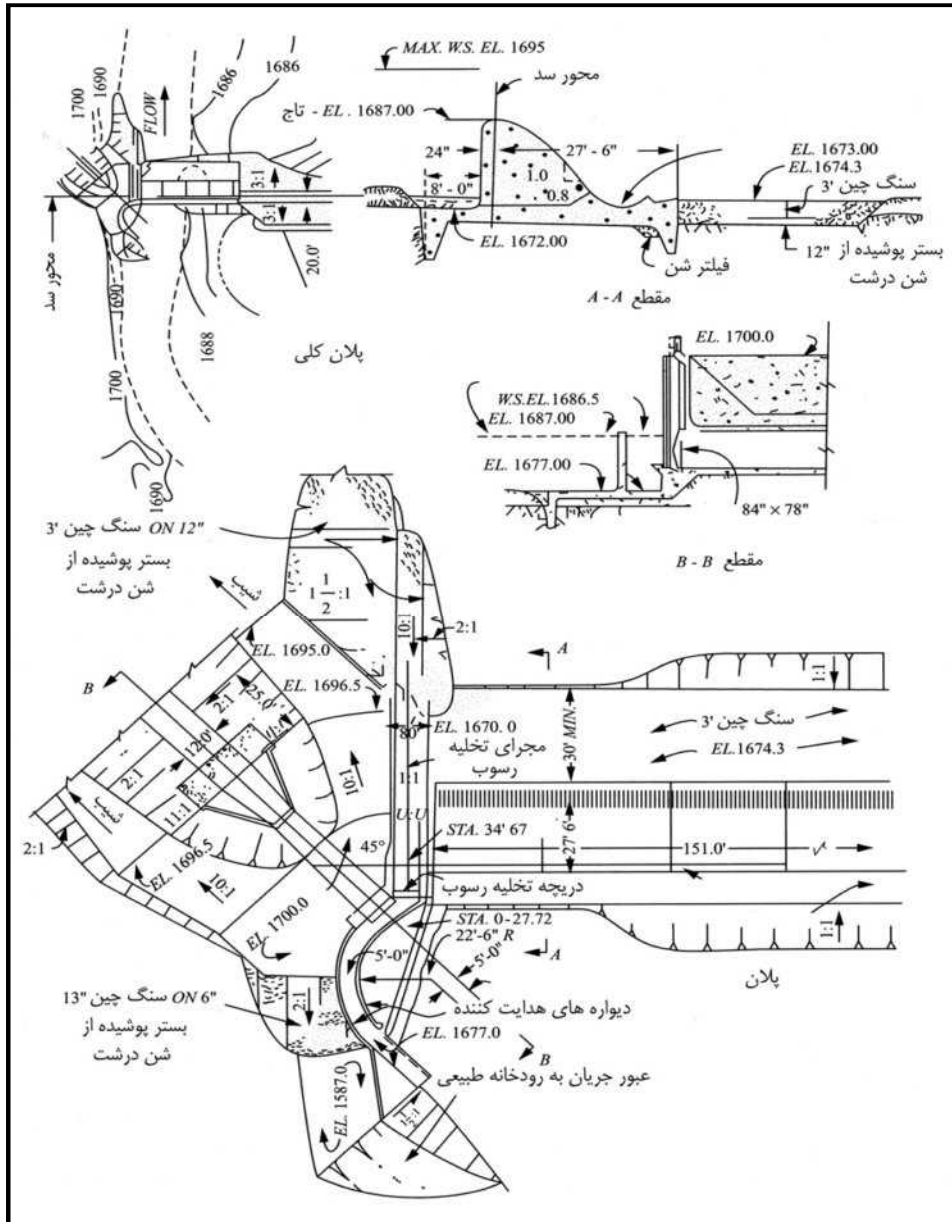 MAX. W.S. EL. 1695
محور سد
تاج - EL . 1687.00
24"
27' - 6"
8' - 0"
1.0
0.8
EL. 1673.00
EL. 1674.3
سنگ چین 3'
EL. 1672.00
فیلتر شن
بستر پوشیده از 12"
شن درشت
مقطع A - A
1700
1690
FLOW
1686
1686
3:1
3:1
20.0'
محور سد
1690
1688
1700
1690
پلان کلی
EL. 1700.0
W.S.EL.1686.5
EL. 1687.00
EL. 1677.00
84" × 78"
مقطع B - B
3' سنگ چین ON 12"
بستر پوشیده از
شن درشت
شیب
1 1/2 :1
10:1
2:1
EL. 1695.0
EL. 1696.5
EL. 1670. 0
80"
مجرای تخلیه
رسوب
1:1
U:U
B
2:1
25.0'
12.0'
2:1
11:1
10:1
شیب
2:1
EL. 1696.5
10:1
45°
EL. 1700.0
A
1:1
30' MIN.
سنگ چین 3'
EL.1674.3
27' 6"
STA. 34' 67
151.0'
دریچه تخلیه رسوب
STA. 0-27.72
22'-6" R
5'-0"
5'-0"
A
1:1
پلان
13" سنگ چین ON 6"
بستر پوشیده از
شن درشت
2:1
دیواره های هدایت کننده
EL. 1677.0
B
عبور جریان به رودخانه طبیعی
EL. 1587.0